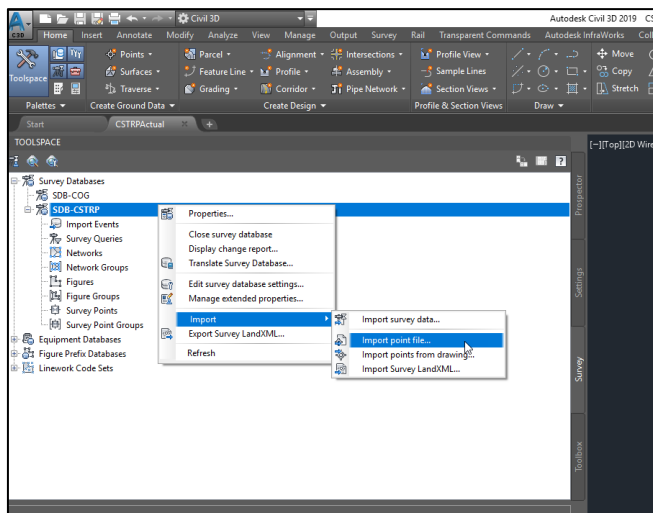 Civil 3D
Autodesk Civil 3D 2019 CS
C3D
Home Insert Annotate Modify Analyze View Manage Output Survey Rail Transparent Commands Autodesk InfraWorks Coll
Toolspace
Points Parcel Alignment Intersections Profile View Move
Surfaces Feature Line Profile Assembly Sample Lines Copy
Traverse Grading Corridor Pipe Network Section Views Stretch
Palettes Create Ground Data Create Design Profile & Section Views Draw
Start CSTRPActual
TOOLSPACE
[–][Top][2D Wire
Survey Databases
SDB-COG
SDB-CSTRP
Import Events
Survey Queries
Networks
Network Groups
Figures
Figure Groups
Survey Points
Survey Point Groups
Equipment Databases
Figure Prefix Databases
Linework Code Sets
Properties...
Close survey database
Display change report...
Translate Survey Database...
Edit survey database settings...
Manage extended properties...
Import
Export Survey LandXML...
Refresh
Import survey data...
Import point file...
Import points from drawing...
Import Survey LandXML...
Prospector
Settings
Survey
Toolbox